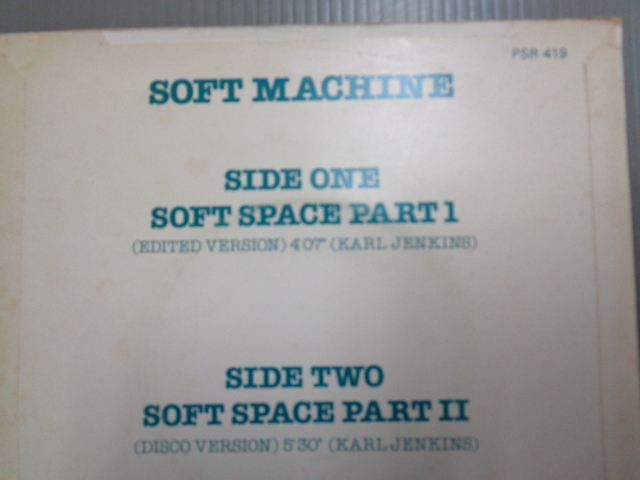 PSR 419
SOFT MACHINE
SIDE ONE
SOFT SPACE PART 1
(EDITED VERSION) 4'07" (KARL JENKINS)
SIDE TWO
SOFT SPACE PART II
(DISCO VERSION) 5'30" (KARL JENKINS)